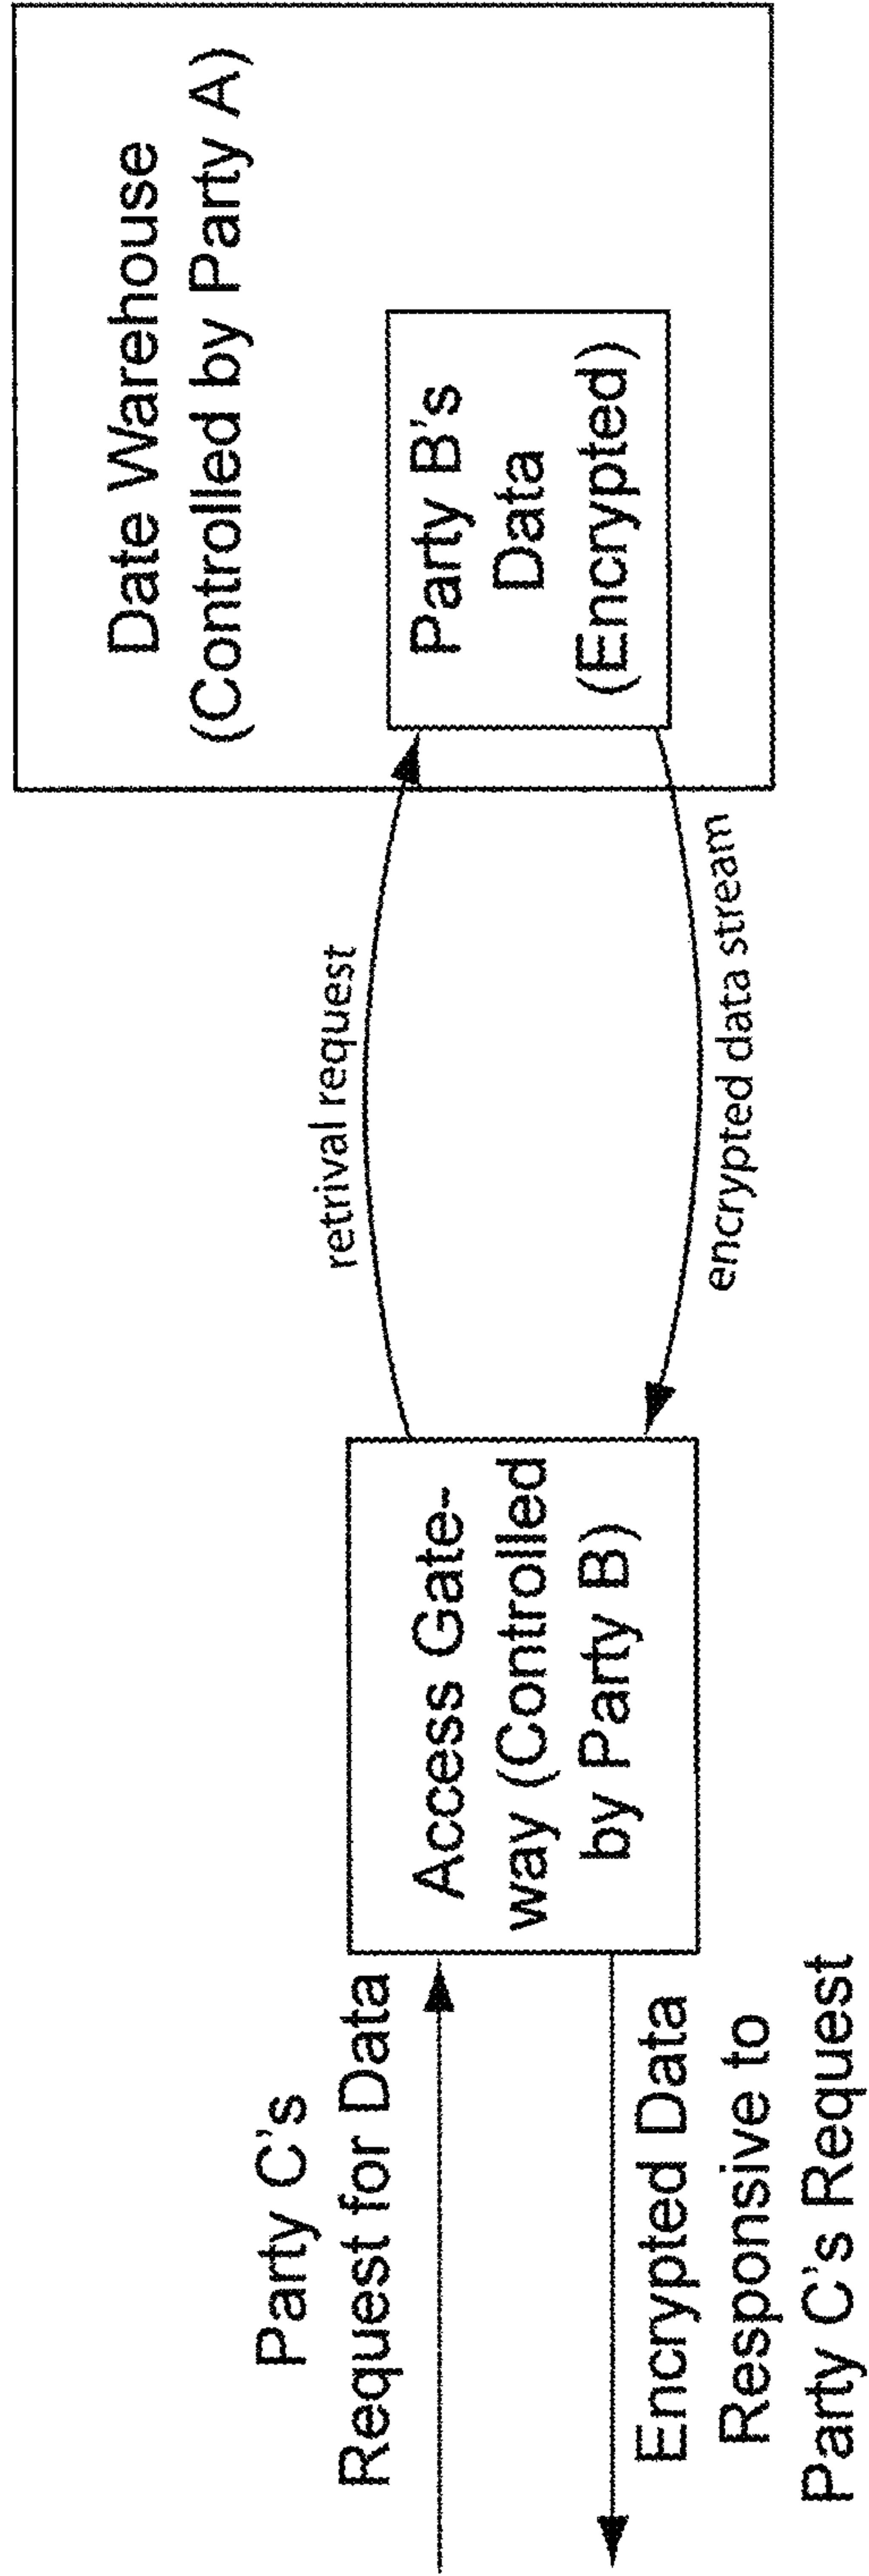 Party C's
Request for Data
Encrypted Data
Responsive to
Party C's Request
Access Gate-
way (Controlled
by Party B)
retrival request
encrypted data stream
Date Warehouse
(Controlled by Party A)
Party B's
Data
(Encrypted)